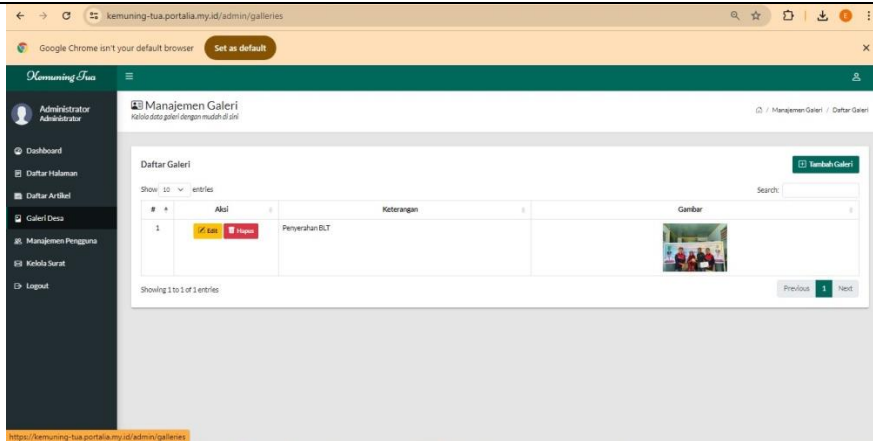 kemuning-tua.portalia.my.id/admin/galleries
Google Chrome isn't your default browser Set as default
Kemuning Tua
Administrator
Administrator
Manajemen Galeri
Kelola data galeri dengan mudah di sini
/ Manajemen Galeri / Daftar Galeri
Dashboard
Daftar Halaman
Daftar Artikel
Galeri Desa
Manajemen Pengguna
Kelola Surat
Logout
Daftar Galeri
Tambah Galeri
Show 10 entries
Search:
# Aksi Keterangan Gambar
1 Edit Hapus Penyerahan BLT
Showing 1 to 1 of 1 entries
Previous 1 Next
https://kemuning-tua.portalia.my.id/admin/galleries